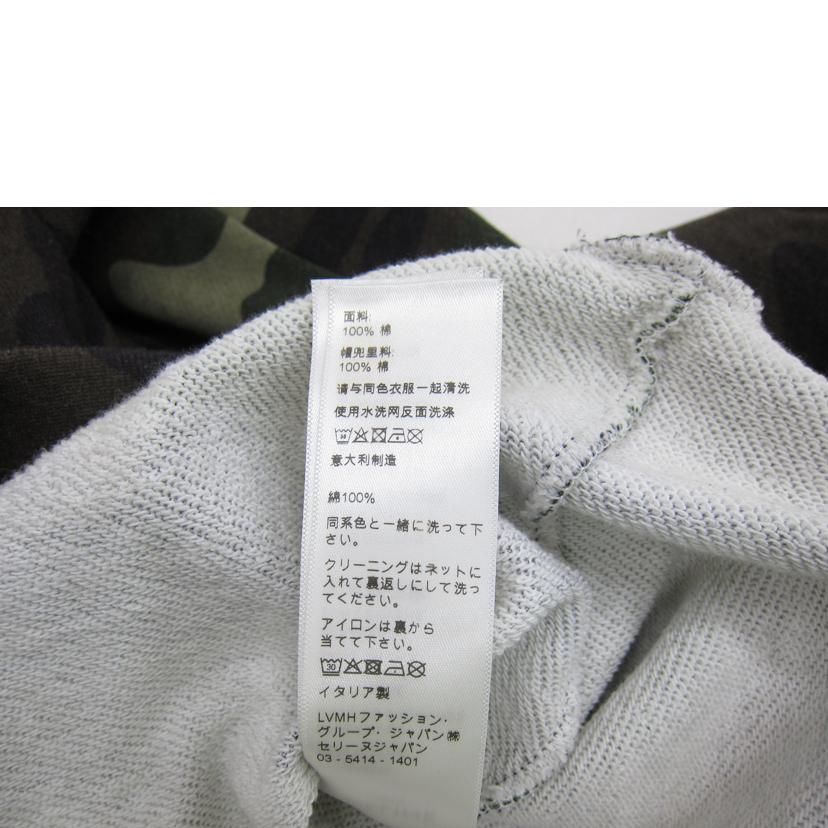 面料:
100% 棉
帽兜里料:
100% 棉
请与同色衣服一起清洗
使用水洗网反面洗涤
30
意大利制造
綿100%
同系色と一緒に洗って下
さい。
クリーニングはネットに
入れて裏返しにして洗っ
てください。
アイロンは裏から
当てて下さい。
30
イタリア製
LVMHファッション・
グループ・ジャパン㈱
セリーヌジャパン
03 - 5414 - 1401